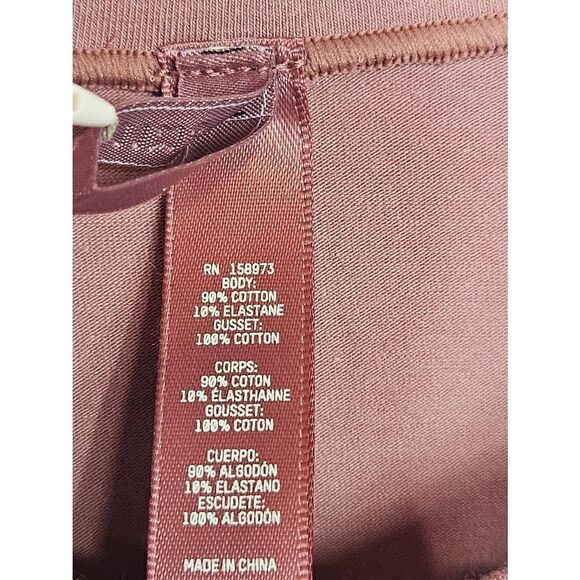 RN 158973
BODY:
90% COTTON
10% ELASTANE
GUSSET:
100% COTTON
CORPS:
90% COTON
10% ÉLASTHANNE
GOUSSET:
100% COTON
CUERPO:
90% ALGODÓN
10% ELASTANO
ESCUDETE:
100% ALGODÓN
MADE IN CHINA